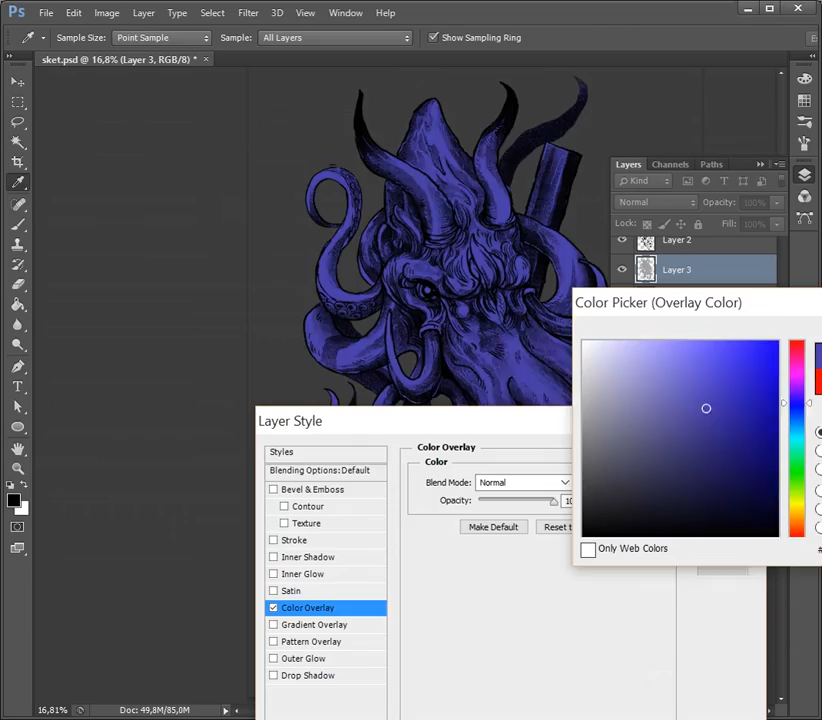 Ps File Edit Image Layer Type Select Filter 3D View Window Help
Sample Size: Point Sample Sample: All Layers Show Sampling Ring
sket.psd @ 16,8% (Layer 3, RGB/8) * ×
Layers Channels Paths
Kind
Normal Opacity: 100%
Lock: Fill: 100%
Layer 2
Layer 3
Color Picker (Overlay Color)
Only Web Colors
#
Layer Style
Styles
Blending Options:Default
Bevel & Emboss
Contour
Texture
Stroke
Inner Shadow
Inner Glow
Satin
Color Overlay
Gradient Overlay
Pattern Overlay
Outer Glow
Drop Shadow
Color Overlay
Color
Blend Mode: Normal
Opacity: 10
Make Default Reset t
16,81% Doc: 49,8M/85,0M